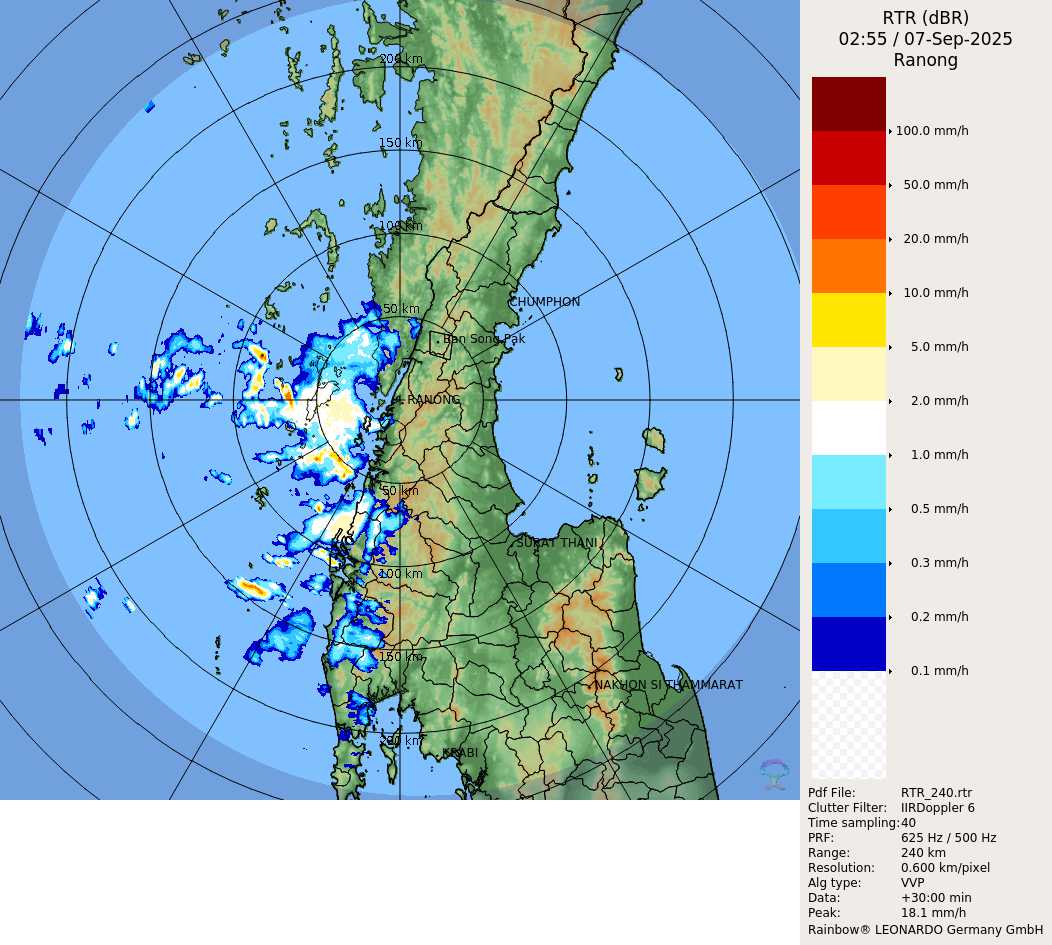 RTR (dBR)
02:55 / 07-Sep-2025
Ranong
100.0 mm/h
50.0 mm/h
20.0 mm/h
10.0 mm/h
5.0 mm/h
2.0 mm/h
1.0 mm/h
0.5 mm/h
0.3 mm/h
0.2 mm/h
0.1 mm/h
200 km
150 km
100 km
50 km
CHUMPHON
Ban Song Pak
RANONG
50 km
SURAT THANI
100 km
150 km
NAKHON SI THAMMARAT
200 km
KRABI
Pdf File: RTR_240.rtr
Clutter Filter: IIRDoppler 6
Time sampling: 40
PRF: 625 Hz / 500 Hz
Range: 240 km
Resolution: 0.600 km/pixel
Alg type: VVP
Data: +30:00 min
Peak: 18.1 mm/h
Rainbow® LEONARDO Germany GmbH